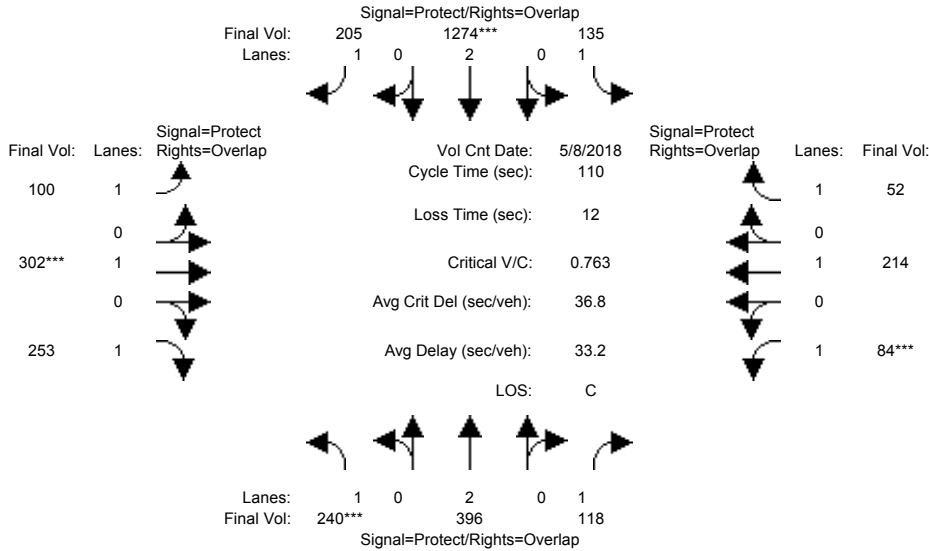 Signal=Protect/Rights=Overlap
Final Vol: 205 1274*** 135
Lanes: 1 0 2 0 1
Signal=Protect Signal=Protect
Final Vol: Lanes: Rights=Overlap Vol Cnt Date: 5/8/2018 Rights=Overlap Lanes: Final Vol:
Cycle Time (sec): 110
100 1 1 52
Loss Time (sec): 12
0 0
302*** 1 Critical V/C: 0.763 1 214
0 Avg Crit Del (sec/veh): 36.8 0
253 1 Avg Delay (sec/veh): 33.2 1 84***
LOS: C
Lanes: 1 0 2 0 1
Final Vol: 240*** 396 118
Signal=Protect/Rights=Overlap